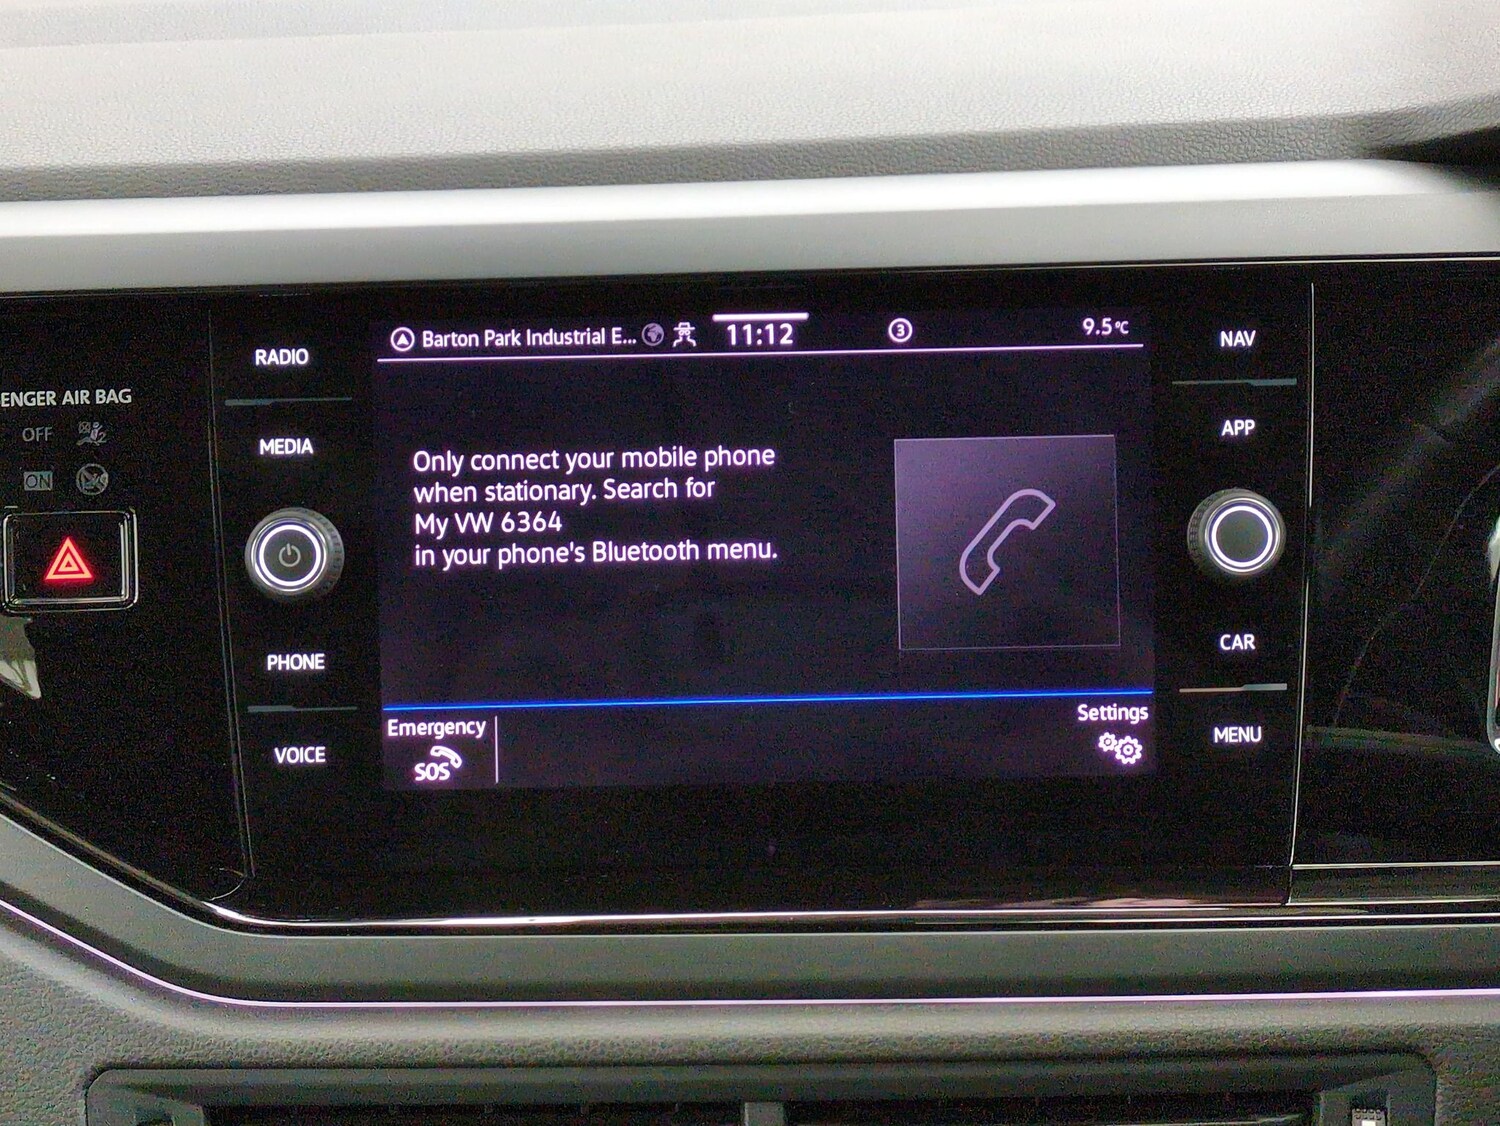 Barton Park Industrial E... 11:12 3 9.5°C
RADIO
MEDIA
PHONE
VOICE
ENGER AIR BAG
OFF
ON
Only connect your mobile phone
when stationary. Search for
My VW 6364
in your phone's Bluetooth menu.
Emergency
SOS
Settings
NAV
APP
CAR
MENU